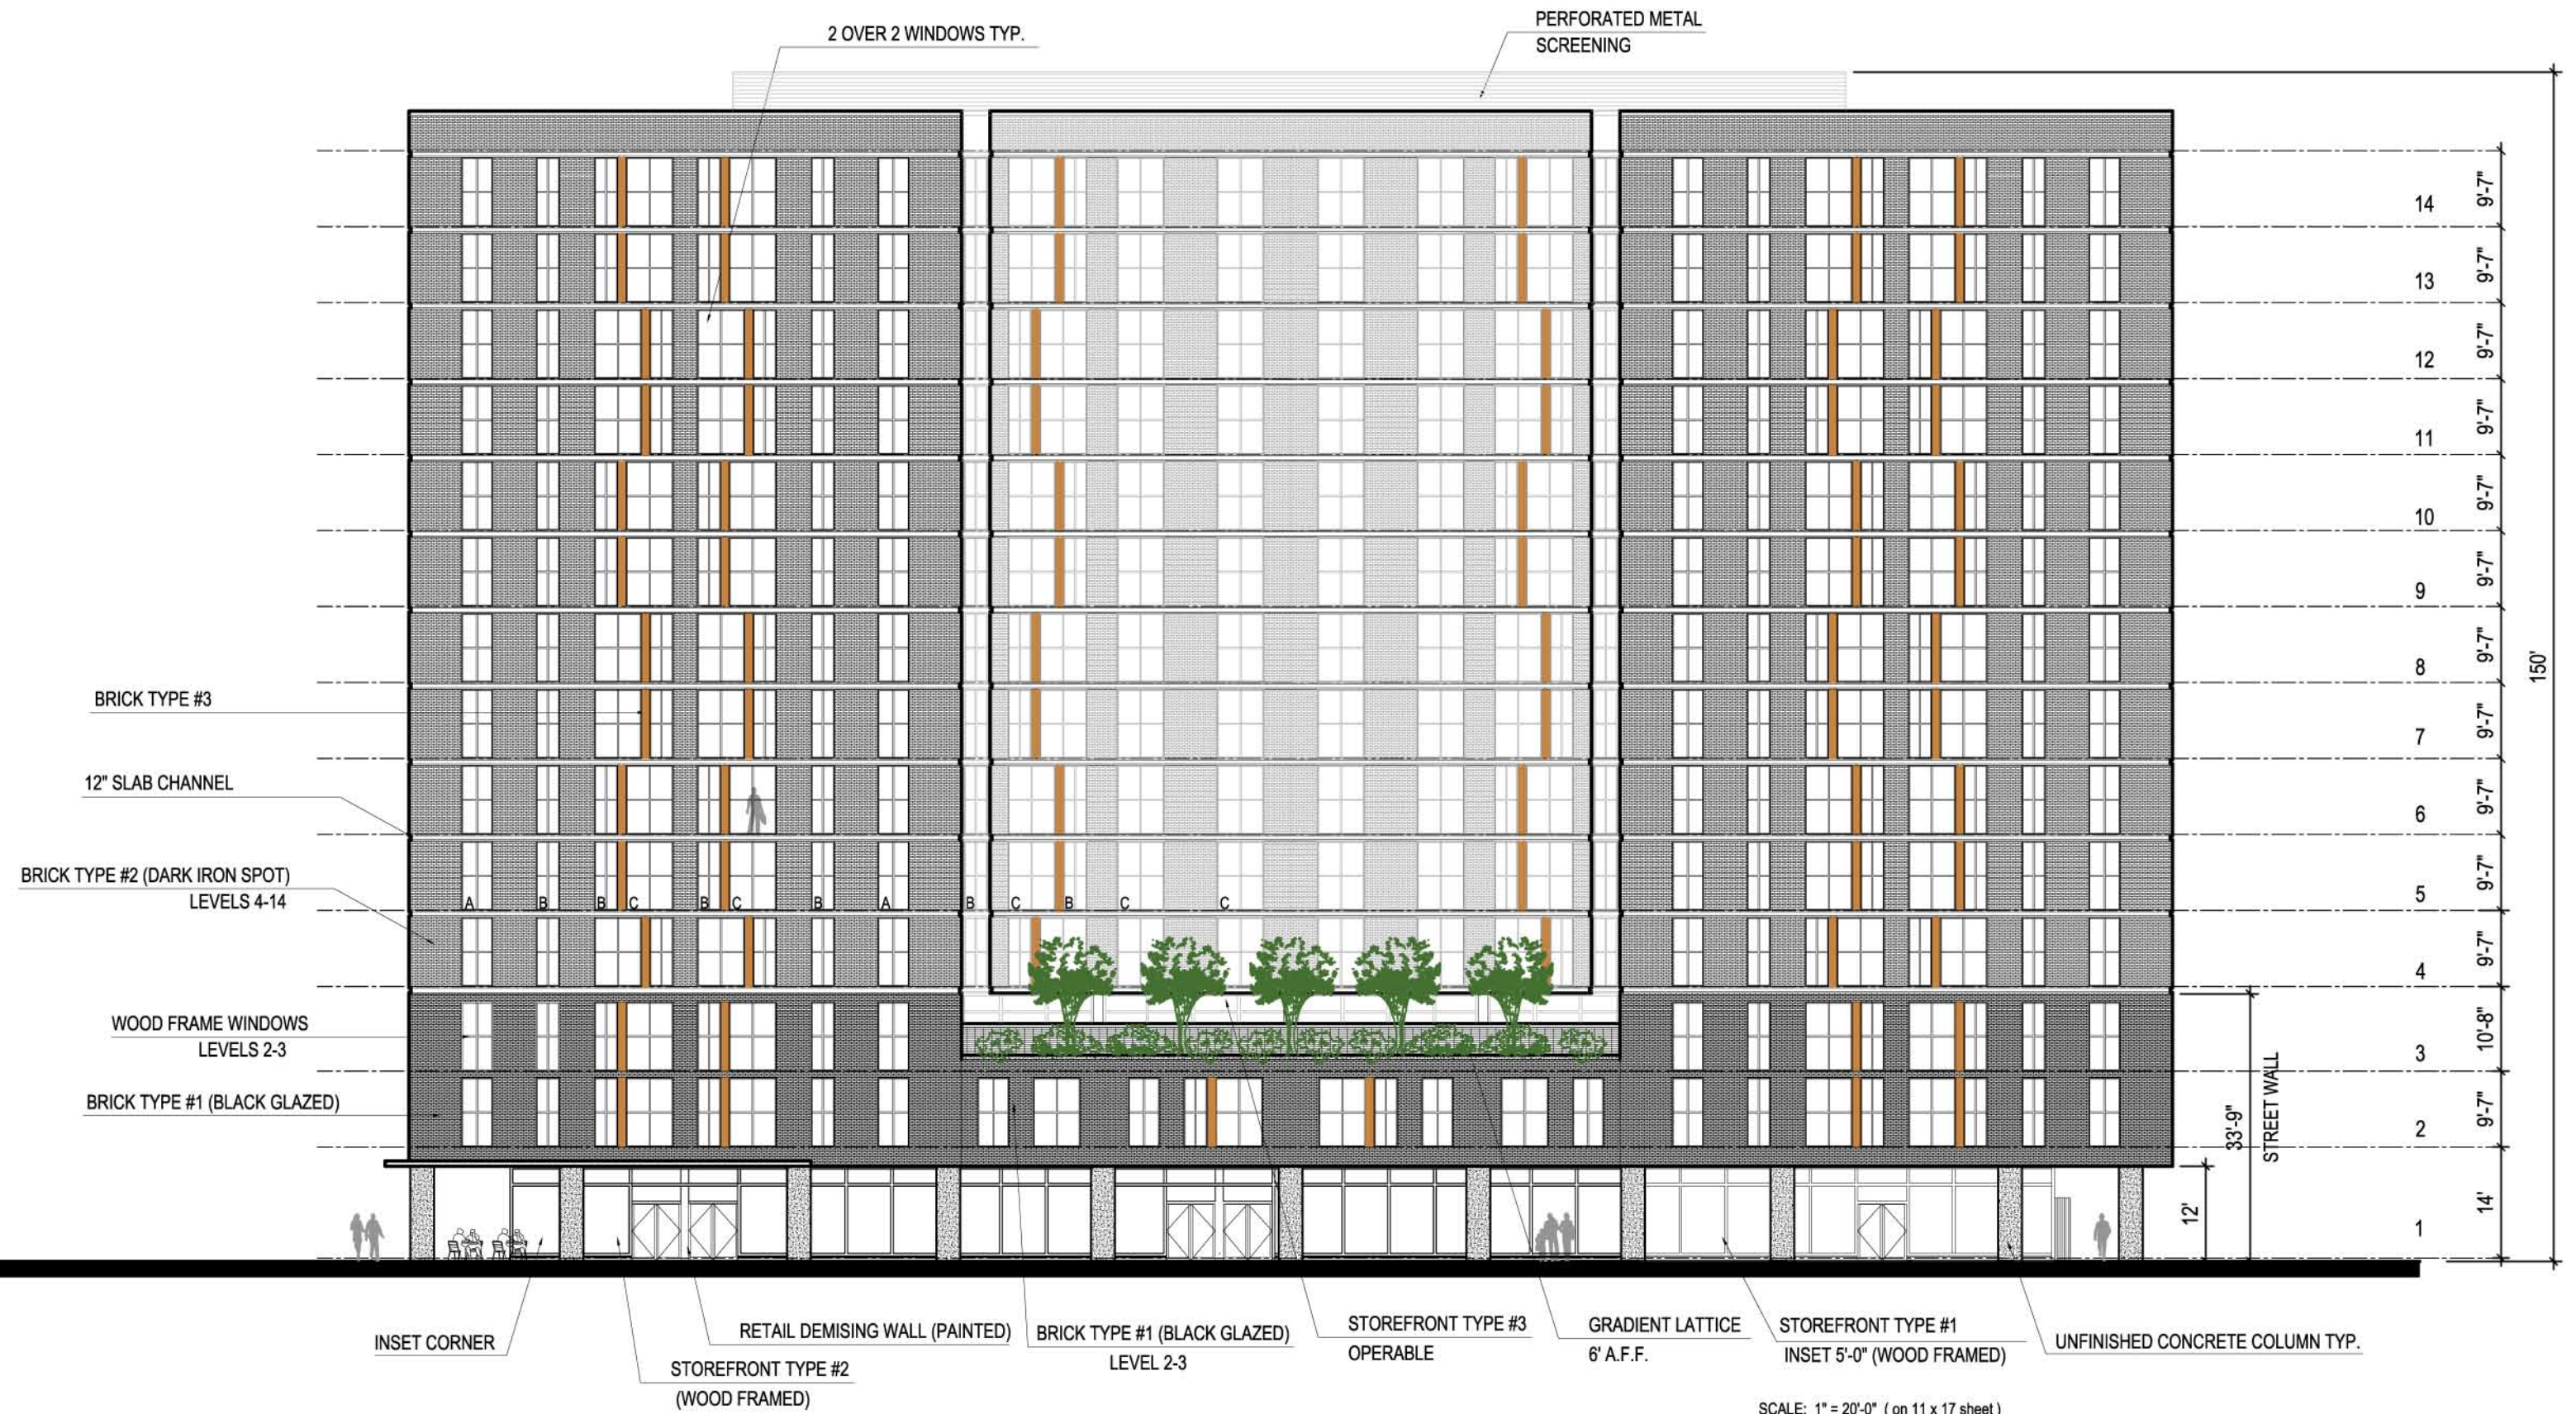 2 OVER 2 WINDOWS TYP.
PERFORATED METAL
SCREENING
14 9'-7"
13 9'-7"
12 9'-7"
11 9'-7"
10 9'-7"
9 9'-7"
8 9'-7"
150'
BRICK TYPE #3
7 9'-7"
12" SLAB CHANNEL
6 9'-7"
BRICK TYPE #2 (DARK IRON SPOT)
LEVELS 4-14
A B B C B C B A B C B C C
5 9'-7"
4 9'-7"
WOOD FRAME WINDOWS
LEVELS 2-3
3 10'-8"
BRICK TYPE #1 (BLACK GLAZED)
2 9'-7"
33'-9"
STREET WALL
12'
1 14'
INSET CORNER
STOREFRONT TYPE #2
(WOOD FRAMED)
RETAIL DEMISING WALL (PAINTED)
BRICK TYPE #1 (BLACK GLAZED)
LEVEL 2-3
STOREFRONT TYPE #3
OPERABLE
GRADIENT LATTICE
6' A.F.F.
STOREFRONT TYPE #1
INSET 5'-0" (WOOD FRAMED)
UNFINISHED CONCRETE COLUMN TYP.
SCALE: 1" = 20'-0" ( on 11 x 17 sheet )